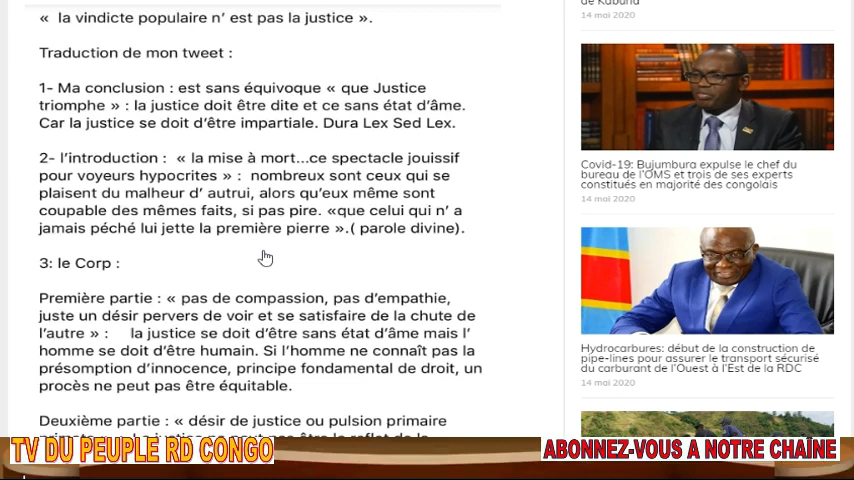 « la vindicte populaire n' est pas la justice ».
Traduction de mon tweet :
1- Ma conclusion : est sans équivoque « que Justice
triomphe » : la justice doit être dite et ce sans état d'âme.
Car la justice se doit d'être impartiale. Dura Lex Sed Lex.
2- l'introduction : « la mise à mort...ce spectacle jouissif
pour voyeurs hypocrites » : nombreux sont ceux qui se
plaisent du malheur d' autrui, alors qu'eux même sont
coupable des mêmes faits, si pas pire. «que celui qui n' a
jamais péché lui jette la première pierre ».( parole divine).
3: le Corp :
Première partie : « pas de compassion, pas d'empathie,
juste un désir pervers de voir et se satisfaire de la chute de
l'autre » : la justice se doit d'être sans état d'âme mais l'
homme se doit d'être humain. Si l'homme ne connaît pas la
présomption d'innocence, principe fondamental de droit, un
procès ne peut pas être équitable.
Deuxième partie : « désir de justice ou pulsion primaire
de Kabund
14 mai 2020
Covid-19: Bujumbura expulse le chef du
bureau de l'OMS et trois de ses experts
constitués en majorité des congolais
14 mai 2020
Hydrocarbures: début de la construction de
pipe-lines pour assurer le transport sécurisé
du carburant de l'Ouest à l'Est de la RDC
14 mai 2020
TV DU PEUPLE RD CONGO
ABONNEZ-VOUS A NOTRE CHAÎNE